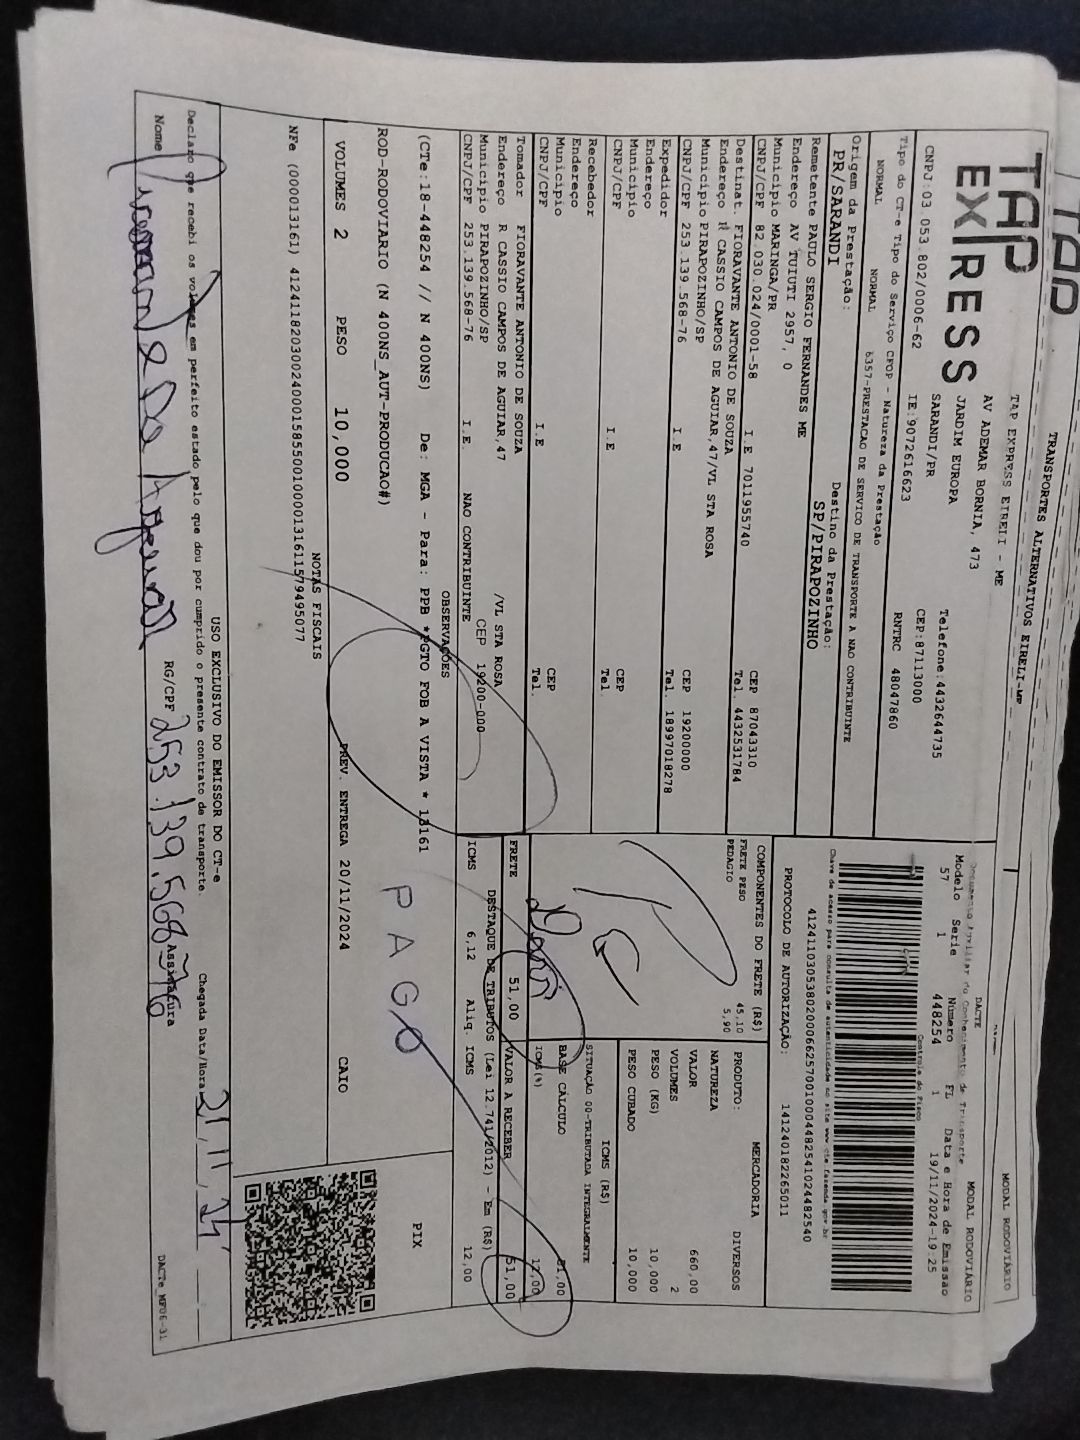 TRANSPORTES ALTERNATIVOS EIRELI-ME
MODAL RODOVIÁRIO
TAP
EXPRESS
TAP EXPRESS EIRELI - ME
AV ADEMAR BORNIA, 473
JARDIM EUROPA
SARANDI/PR
Telefone:4432644735
CEP:87113000
CNPJ:03.053.802/0006-62
IE:9072616623
RNTRC 48047860
DACTE
MODAL RODOVIÁRIO
Documento Auxiliar do Conhecimento de Transporte
Modelo Serie Número FL Data e Hora de Emissão
57 1 448254 1 19/11/2024-19:25
Controle do Fisco
Tipo do CT-e Tipo do Serviço CFOP - Natureza da Prestação
NORMAL NORMAL 6357-PRESTACAO DE SERVICO DE TRANSPORTE A NAO CONTRIBUINTE
Chave de acesso para consulta de autenticidade no site www.cte.fazenda.gov.br
41241103053802000662570010004482541024482540
PROTOCOLO DE AUTORIZAÇÃO: 141240182265011
Origem da Prestação:
PR/SARANDI
Destino da Prestação:
SP/PIRAPOZINHO
Remetente PAULO SERGIO FERNANDES ME
Endereço AV TUIUTI 2957, 0
Município MARINGA/PR CEP 87043310
CNPJ/CPF 82.030.024/0001-58 I.E 7011955740 Tel. 4432531784
Destinat. FIORAVANTE ANTONIO DE SOUZA
Endereço R CASSIO CAMPOS DE AGUIAR,47/VL STA ROSA
Município PIRAPOZINHO/SP CEP 19200000
CNPJ/CPF 253.139.568-76 I.E Tel. 18997018278
Expedidor
Endereço
Município CEP
CNPJ/CPF I.E Tel
Recebedor
Endereço
Município CEP
CNPJ/CPF I.E Tel.
Tomador FIORAVANTE ANTONIO DE SOUZA
Endereço R CASSIO CAMPOS DE AGUIAR,47 /VL STA ROSA
Município PIRAPOZINHO/SP CEP 19200-000
CNPJ/CPF 253.139.568-76 I.E. NAO CONTRIBUINTE
COMPONENTES DO FRETE (R$)
FRETE PESO 45,10
PEDAGIO 5,90
FRETE 51,00
MERCADORIA
PRODUTO: DIVERSOS
NATUREZA
VALOR 660,00
VOLUMES 2
PESO (KG) 10,000
PESO CUBADO 10,000
ICMS (R$)
SITUAÇÃO 00-TRIBUTADA INTEGRALMENTE
BASE CÁLCULO 51,00
ICMS(%) 12,00
VALOR A RECEBER 51,00
DESTAQUE DE TRIBUTOS (Lei 12.741/2012) - Em (R$)
ICMS 6,12 Aliq. ICMS 12,00
OBSERVAÇÕES
(CTe:18-448254 // N 400NS) De: MGA - Para: PPB *PGTO FOB A VISTA * 13161
ROD-RODOVIARIO (N 400NS_AUT-PRODUCAO#)
PAGO
PIX
VOLUMES 2 PESO 10,000 PREV. ENTREGA 20/11/2024 CAIO
NOTAS FISCAIS
NFe (000013161) 41241182030024000158550010000131611579495077
USO EXCLUSIVO DO EMISSOR DO CT-e
Declaro que recebi os volumes em perfeito estado pelo que dou por cumprido o presente contrato de transporte.
Chegada Data/Hora 21/11/24
Nome RG/CPF 253.139.568-76 Assinatura
DACTe_MF06-31